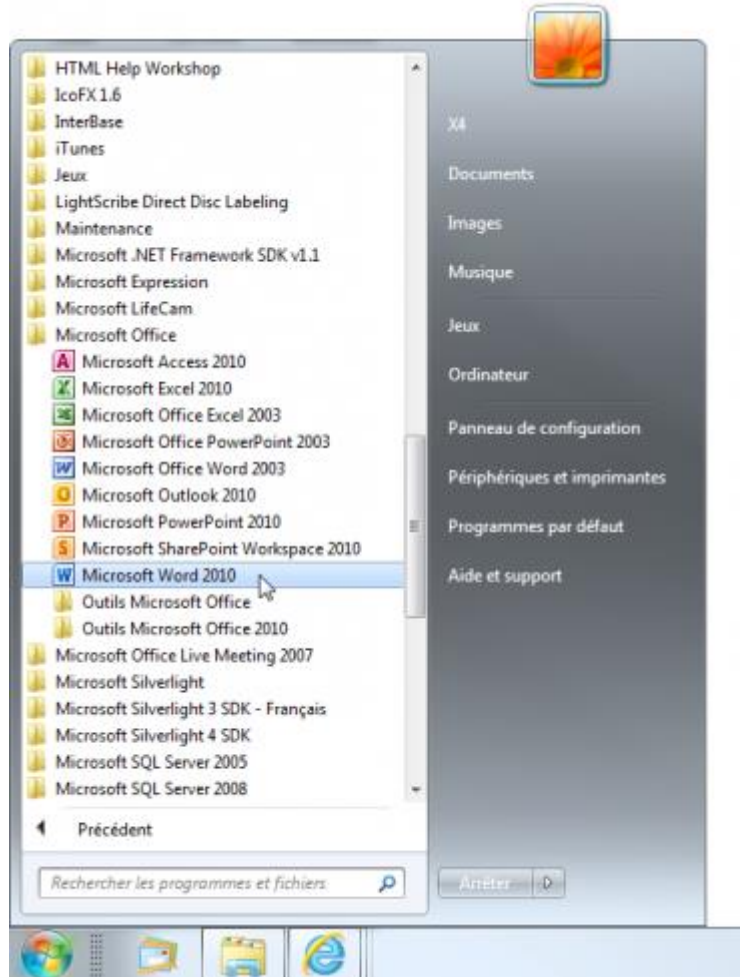 HTML Help Workshop
IcoFX 1.6
InterBase
iTunes
Jeux
LightScribe Direct Disc Labeling
Maintenance
Microsoft .NET Framework SDK v1.1
Microsoft Expression
Microsoft LifeCam
Microsoft Office
Microsoft Access 2010
Microsoft Excel 2010
Microsoft Office Excel 2003
Microsoft Office PowerPoint 2003
Microsoft Office Word 2003
Microsoft Outlook 2010
Microsoft PowerPoint 2010
Microsoft SharePoint Workspace 2010
Microsoft Word 2010
Outils Microsoft Office
Outils Microsoft Office 2010
Microsoft Office Live Meeting 2007
Microsoft Silverlight
Microsoft Silverlight 3 SDK - Français
Microsoft Silverlight 4 SDK
Microsoft SQL Server 2005
Microsoft SQL Server 2008
Précédent
Rechercher les programmes et fichiers
X4
Documents
Images
Musique
Jeux
Ordinateur
Panneau de configuration
Périphériques et imprimantes
Programmes par défaut
Aide et support
Arrêter